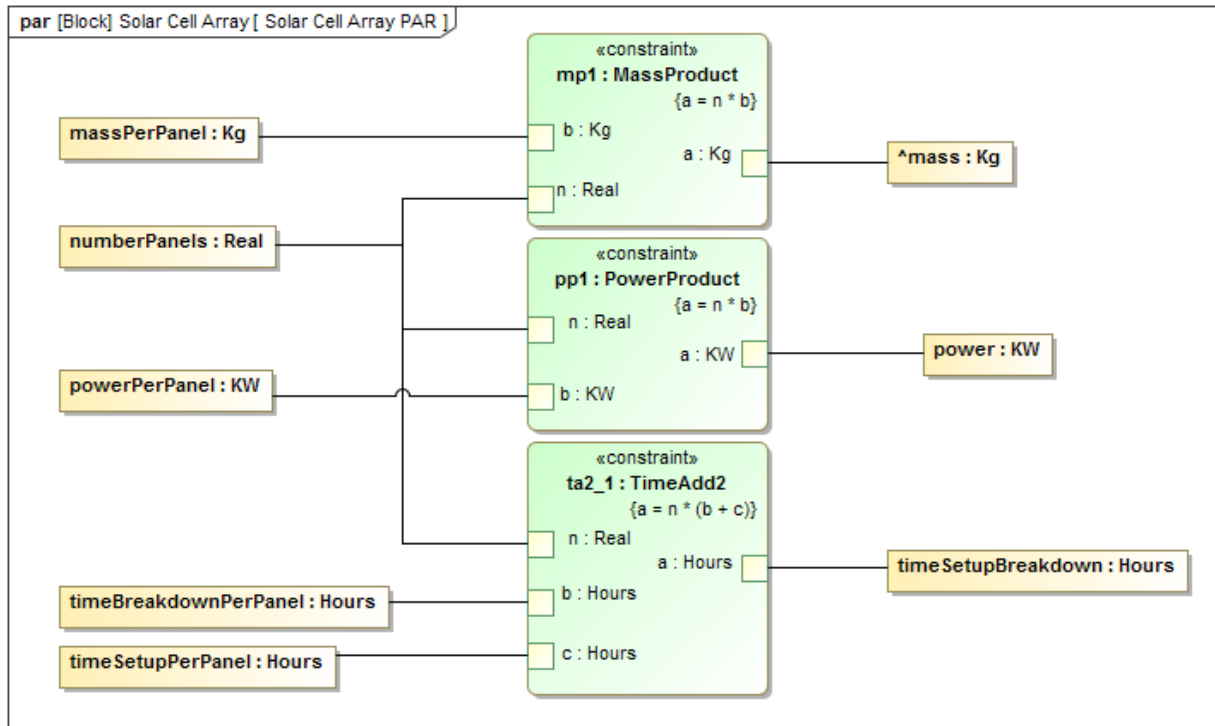 par [Block] Solar Cell Array [ Solar Cell Array PAR ]
«constraint»
mp1 : MassProduct
{a = n * b}
massPerPanel : Kg
b : Kg
a : Kg
^mass : Kg
n : Real
numberPanels : Real
«constraint»
pp1 : PowerProduct
{a = n * b}
n : Real
a : KW
power : KW
powerPerPanel : KW
b : KW
«constraint»
ta2_1 : TimeAdd2
{a = n * (b + c)}
n : Real
a : Hours
timeSetupBreakdown : Hours
timeBreakdownPerPanel : Hours
b : Hours
timeSetupPerPanel : Hours
c : Hours